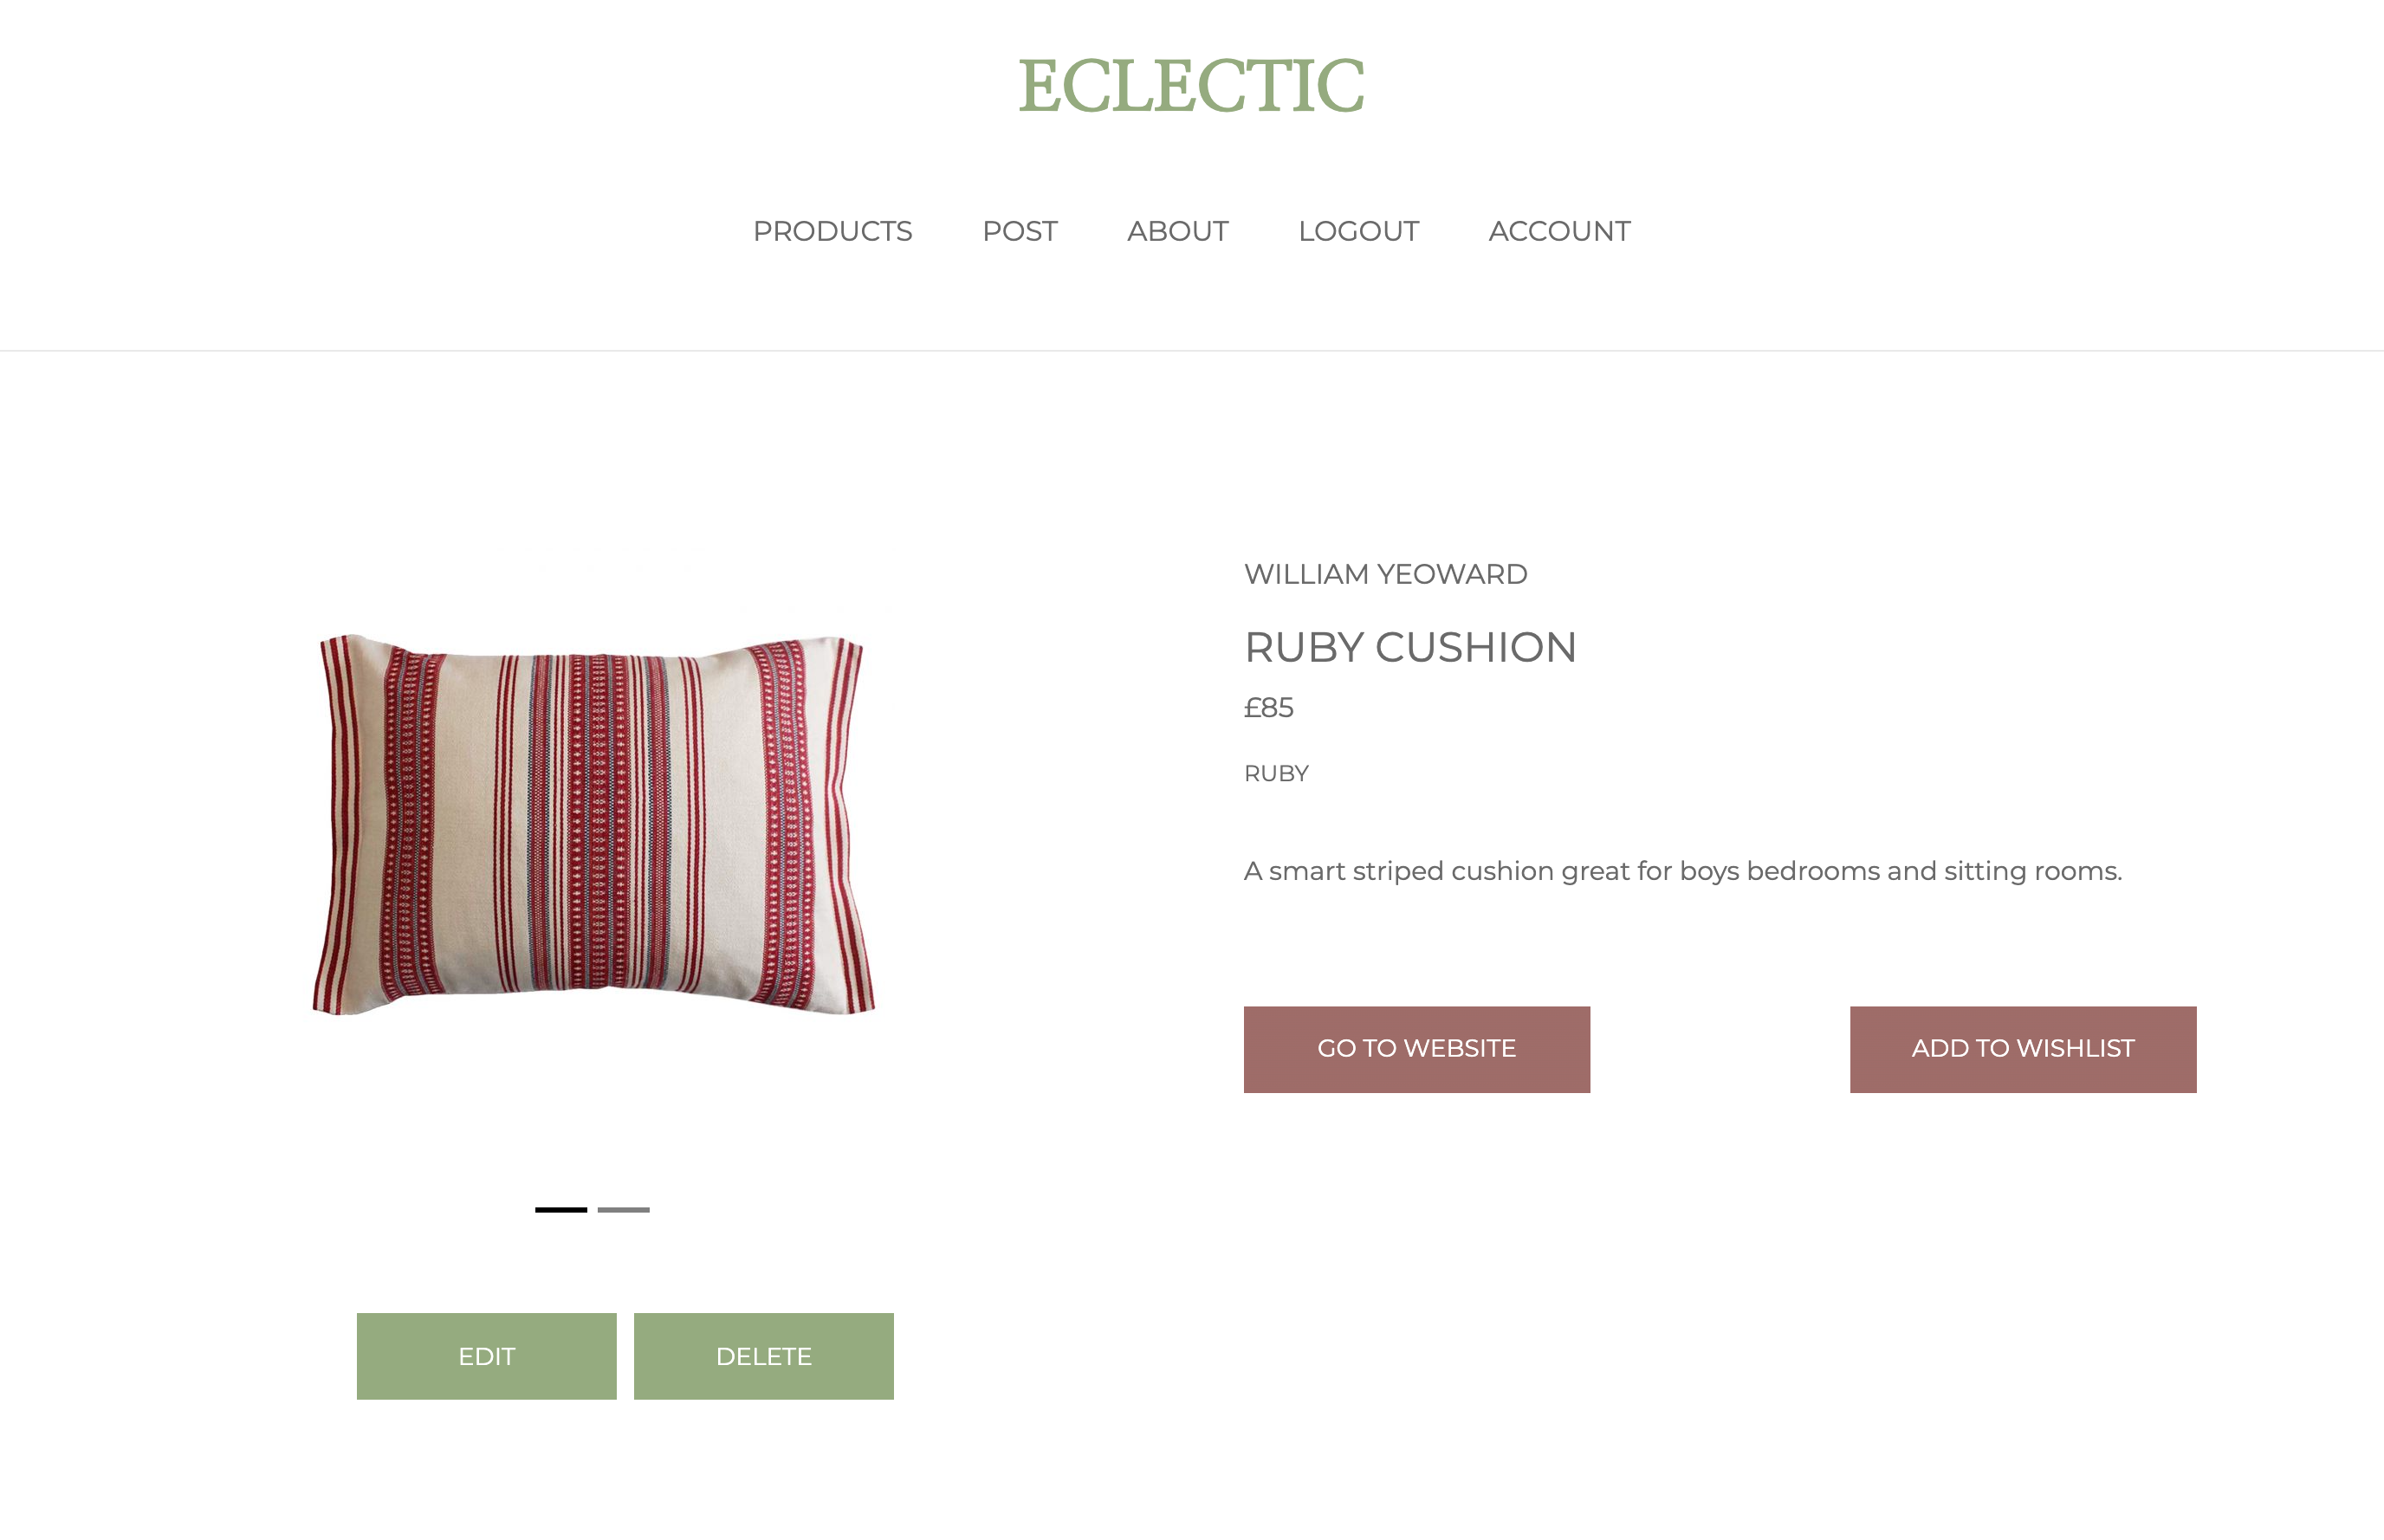 ECLECTIC
PRODUCTS POST ABOUT LOGOUT ACCOUNT
WILLIAM YEOWARD
RUBY CUSHION
£85
RUBY
A smart striped cushion great for boys bedrooms and sitting rooms.
GO TO WEBSITE ADD TO WISHLIST
EDIT DELETE